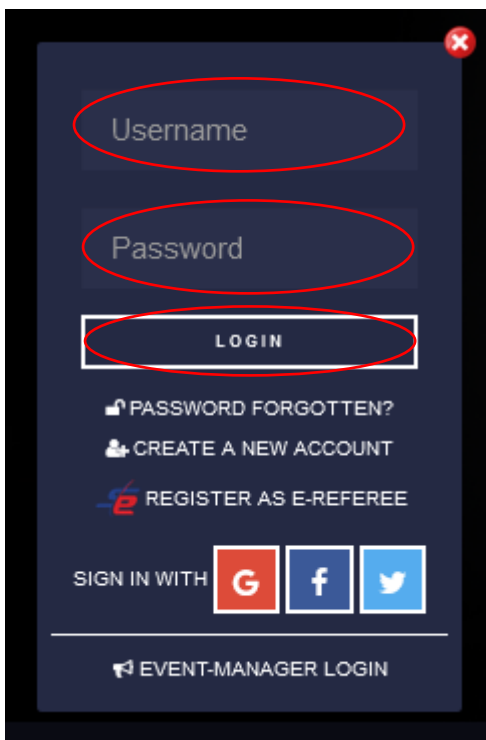 Username
Password
LOGIN
PASSWORD FORGOTTEN?
CREATE A NEW ACCOUNT
e REGISTER AS E-REFEREE
SIGN IN WITH G f
EVENT-MANAGER LOGIN